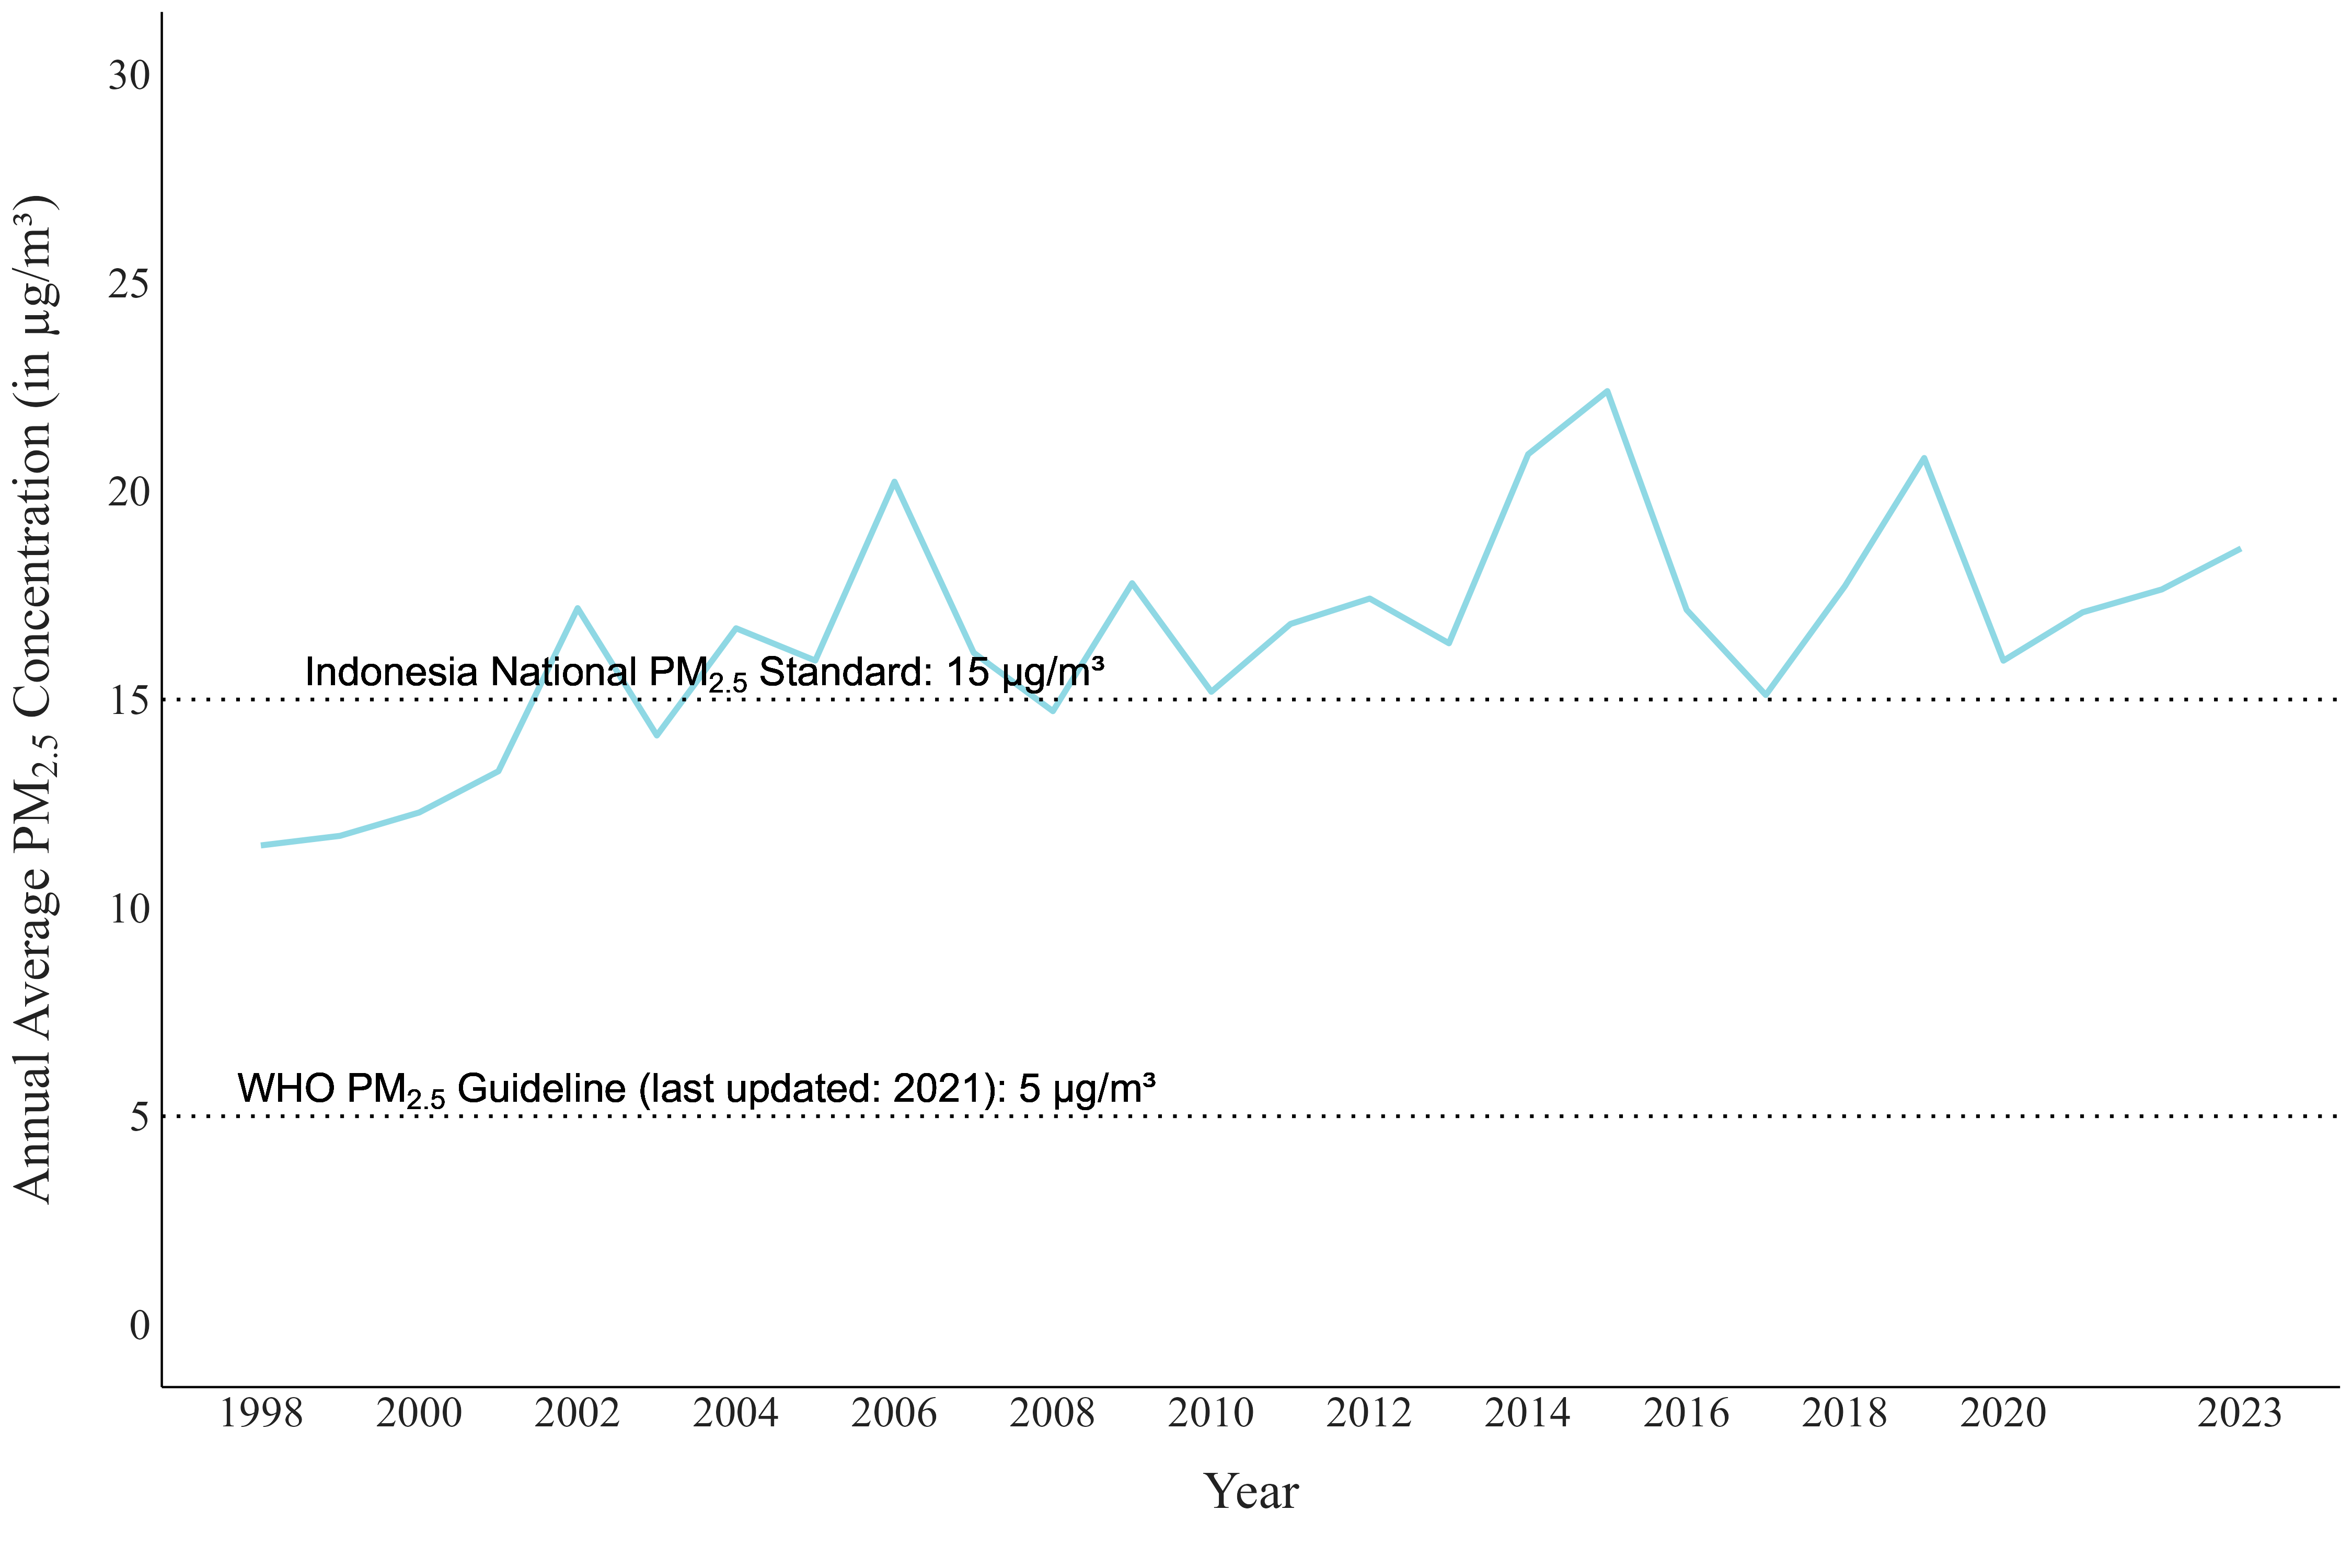 Annual Average PM₂.₅ Concentration (in μg/m³)
30
25
20
15
10
5
0
Indonesia National PM₂.₅ Standard: 15 μg/m³
WHO PM₂.₅ Guideline (last updated: 2021): 5 μg/m³
1998 2000 2002 2004 2006 2008 2010 2012 2014 2016 2018 2020 2023
Year